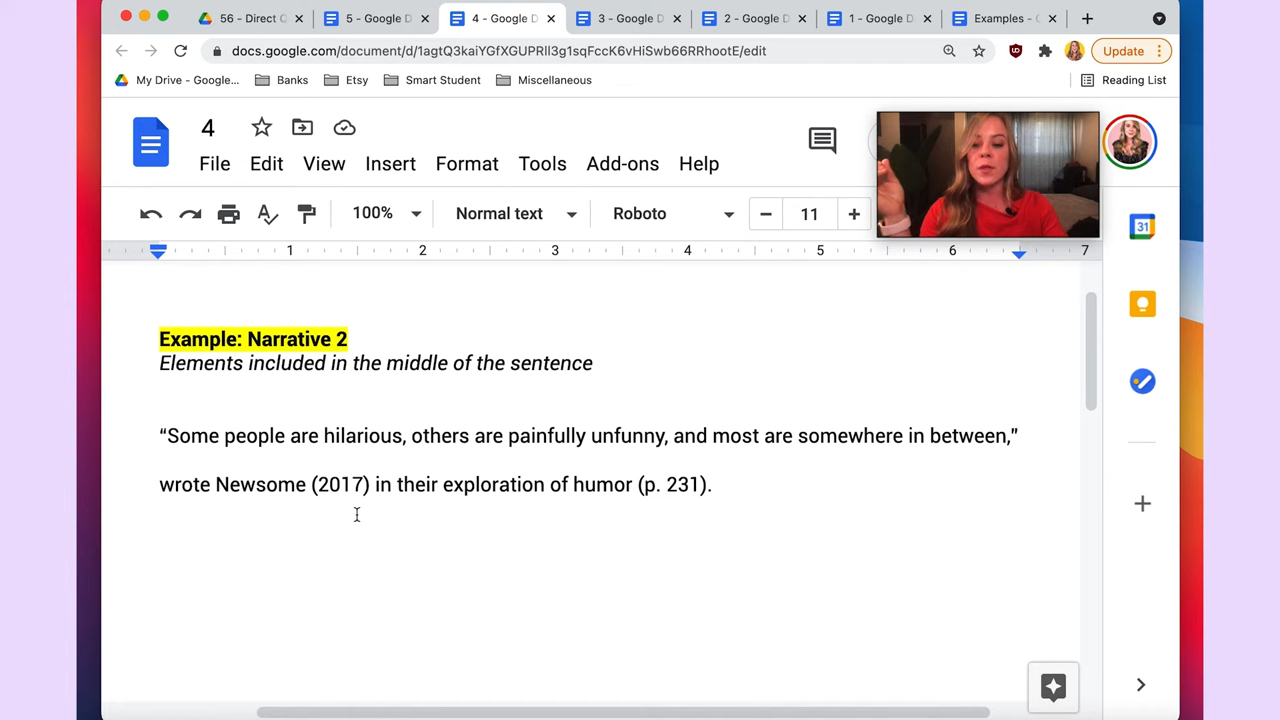 56 - Direct Q
5 - Google D
4 - Google D
3 - Google D
2 - Google D
1 - Google D
Examples - G
docs.google.com/document/d/1agtQ3kaiYGfXGUPRlI3g1sqFccK6vHiSwb66RRhootE/edit
Update
My Drive - Google...
Banks
Etsy
Smart Student
Miscellaneous
Reading List
4
File Edit View Insert Format Tools Add-ons Help
100% Normal text Roboto 11
31
1 2 3 4 5 6 7
Example: Narrative 2
Elements included in the middle of the sentence
“Some people are hilarious, others are painfully unfunny, and most are somewhere in between,”
wrote Newsome (2017) in their exploration of humor (p. 231).